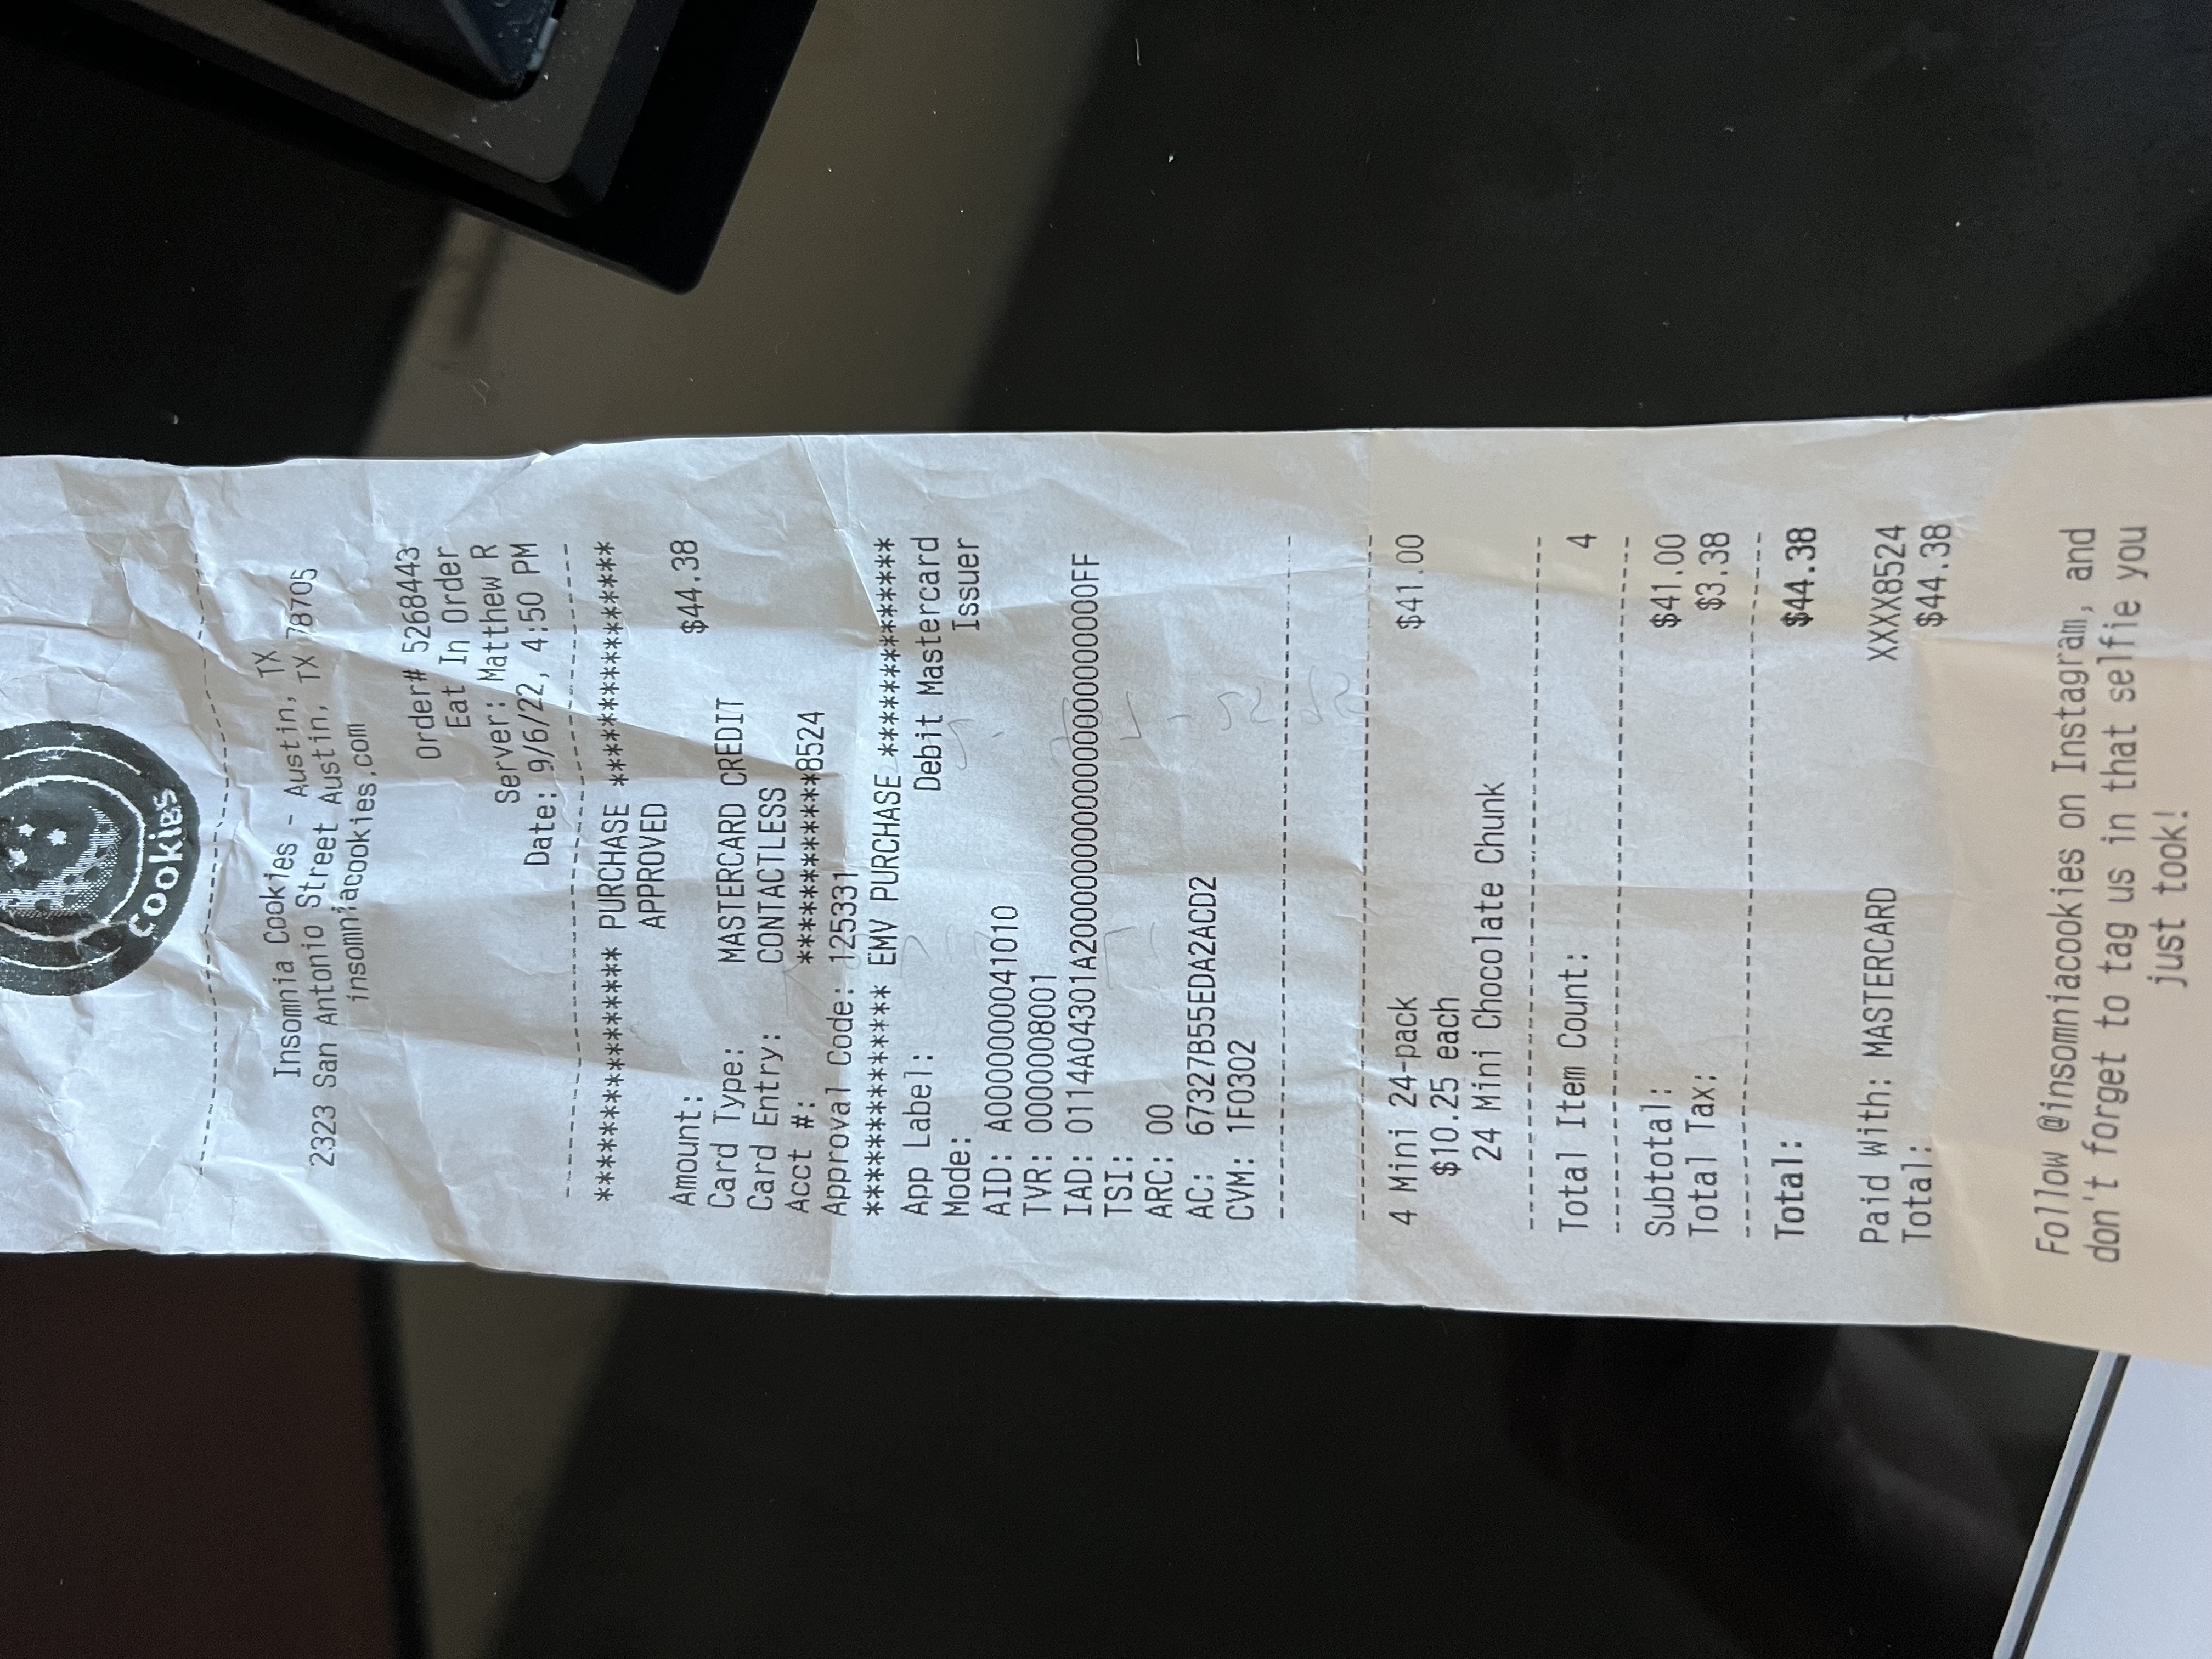 cookies
Insomnia Cookies - Austin, TX
2323 San Antonio Street Austin, TX 78705
insomniacookies.com
Order# 5268443
Eat In Order
Server: Matthew R
Date: 9/6/22, 4:50 PM
**************** PURCHASE ***************
APPROVED
Amount: $44.38
Card Type: MASTERCARD CREDIT
Card Entry: CONTACTLESS
Acct #: ************8524
Approval Code: 125331
************** EMV PURCHASE **************
App Label: Debit Mastercard
Mode: Issuer
AID: A0000000041010
TVR: 0000008001
IAD: 0114A04301A20000000000000000000000FF
TSI:
ARC: 00
AC: 67327B55EDA2ACD2
CVM: 1F0302
4 Mini 24-pack $41.00
$10.25 each
24 Mini Chocolate Chunk
Total Item Count: 4
Subtotal: $41.00
Total Tax: $3.38
Total: $44.38
Paid With: MASTERCARD XXXX8524
Total: $44.38
Follow @insomniacookies on Instagram, and
don't forget to tag us in that selfie you
just took!